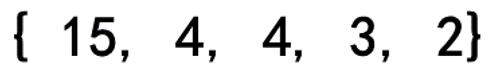 { 15, 4, 4, 3, 2}